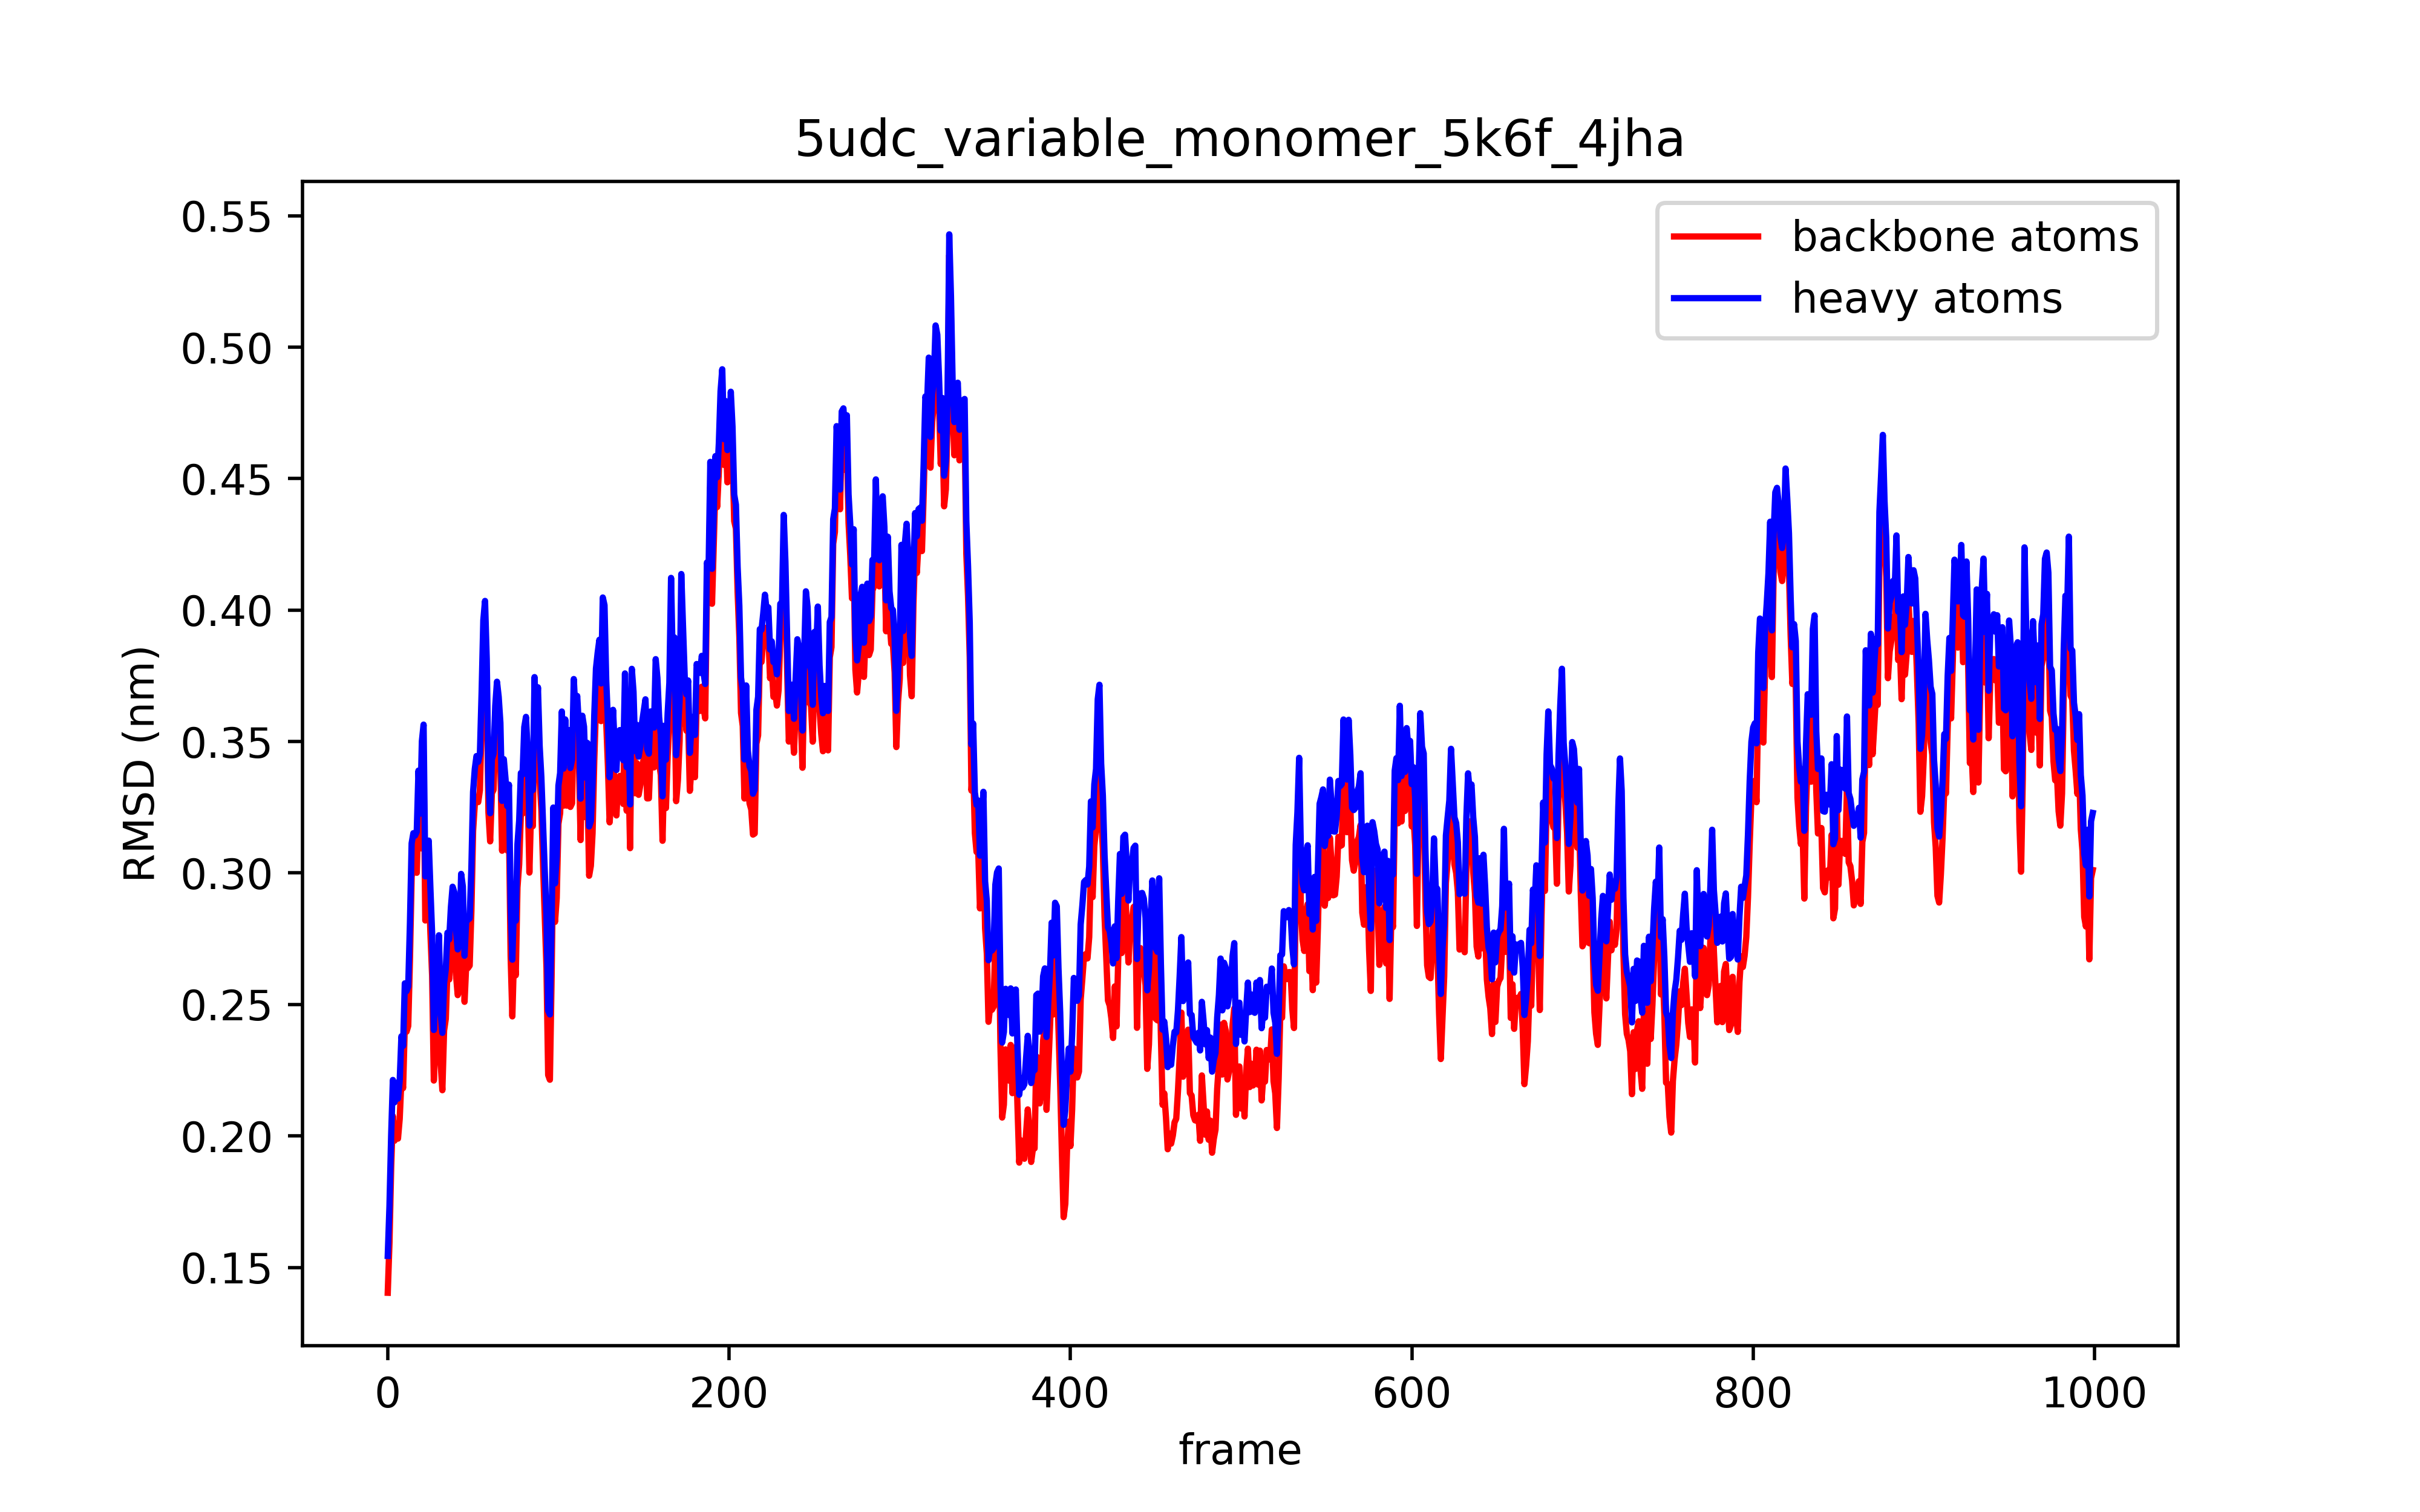 5udc_variable_monomer_5k6f_4jha
backbone atoms
heavy atoms
0.55
0.50
0.45
0.40
0.35
0.30
0.25
0.20
0.15
RMSD (nm)
0 200 400 600 800 1000
frame